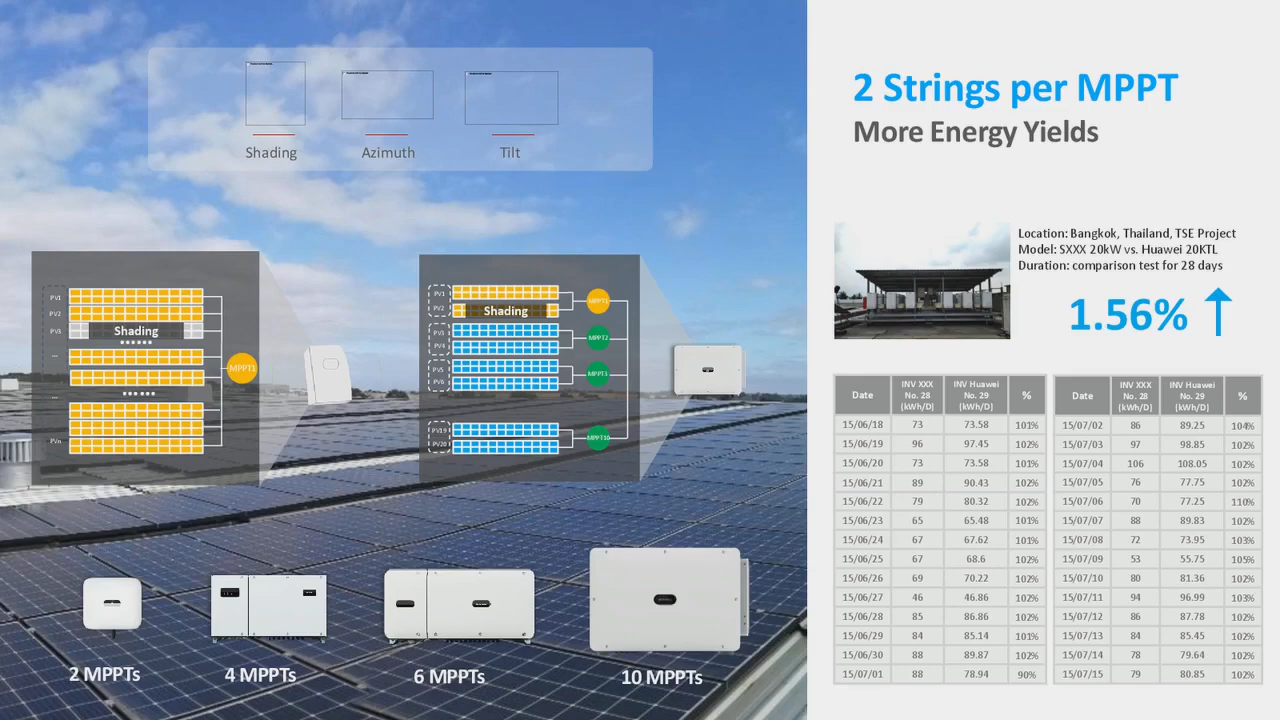 Shading
Azimuth
Tilt
2 Strings per MPPT
More Energy Yields
Location: Bangkok, Thailand, TSE Project
Model: SXXX 20kW vs. Huawei 20KTL
Duration: comparison test for 28 days
1.56%
PV1
PV2
PV3
Shading
......
...
......
...
PVn
MPPT1
PV1
PV2
Shading
PV3
PV4
PV5
PV6
PV19
PV20
MPPT1
MPPT2
MPPT3
MPPT10
2 MPPTs
4 MPPTs
6 MPPTs
10 MPPTs
Date INV XXX No. 28 (kWh/D) INV Huawei No. 29 (kWh/D) %
15/06/18 73 73.58 101%
15/06/19 96 97.45 102%
15/06/20 73 73.58 101%
15/06/21 89 90.43 102%
15/06/22 79 80.32 102%
15/06/23 65 65.48 101%
15/06/24 67 67.62 101%
15/06/25 67 68.6 102%
15/06/26 69 70.22 102%
15/06/27 46 46.86 102%
15/06/28 85 86.86 102%
15/06/29 84 85.14 101%
15/06/30 88 89.87 102%
15/07/01 88 78.94 90%
Date INV XXX No. 28 (kWh/D) INV Huawei No. 29 (kWh/D) %
15/07/02 86 89.25 104%
15/07/03 97 98.85 102%
15/07/04 106 108.05 102%
15/07/05 76 77.75 102%
15/07/06 70 77.25 110%
15/07/07 88 89.83 102%
15/07/08 72 73.95 103%
15/07/09 53 55.75 105%
15/07/10 80 81.36 102%
15/07/11 94 96.99 103%
15/07/12 86 87.78 102%
15/07/13 84 85.45 102%
15/07/14 78 79.64 102%
15/07/15 79 80.85 102%